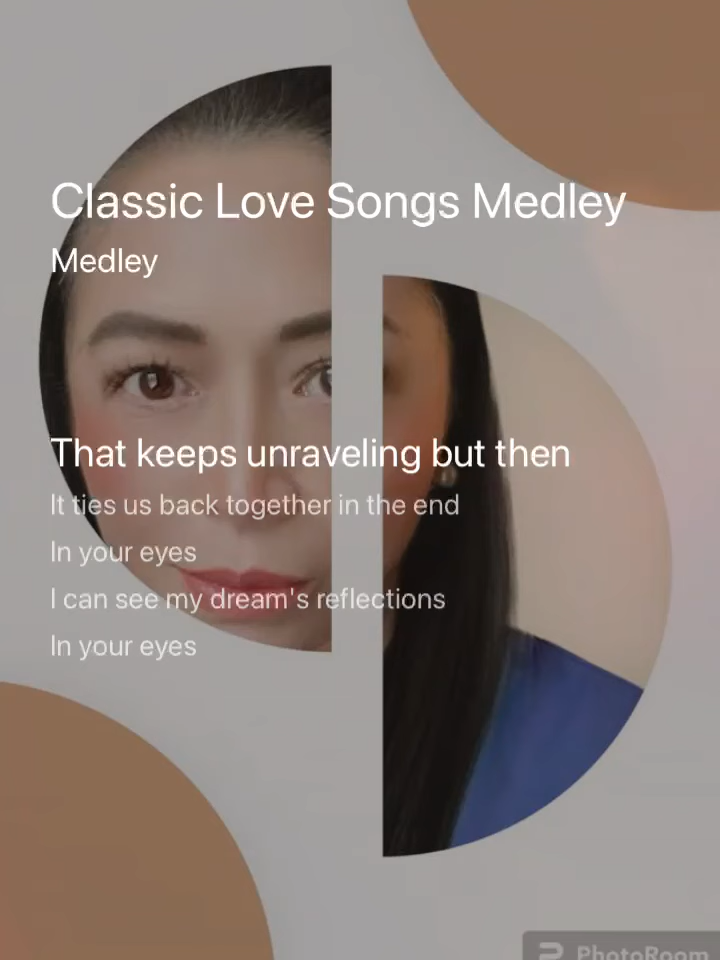 Classic Love Songs Medley
Medley
That keeps unraveling but then
It ties us back together in the end
In your eyes
I can see my dream's reflections
In your eyes
PhotoRoom